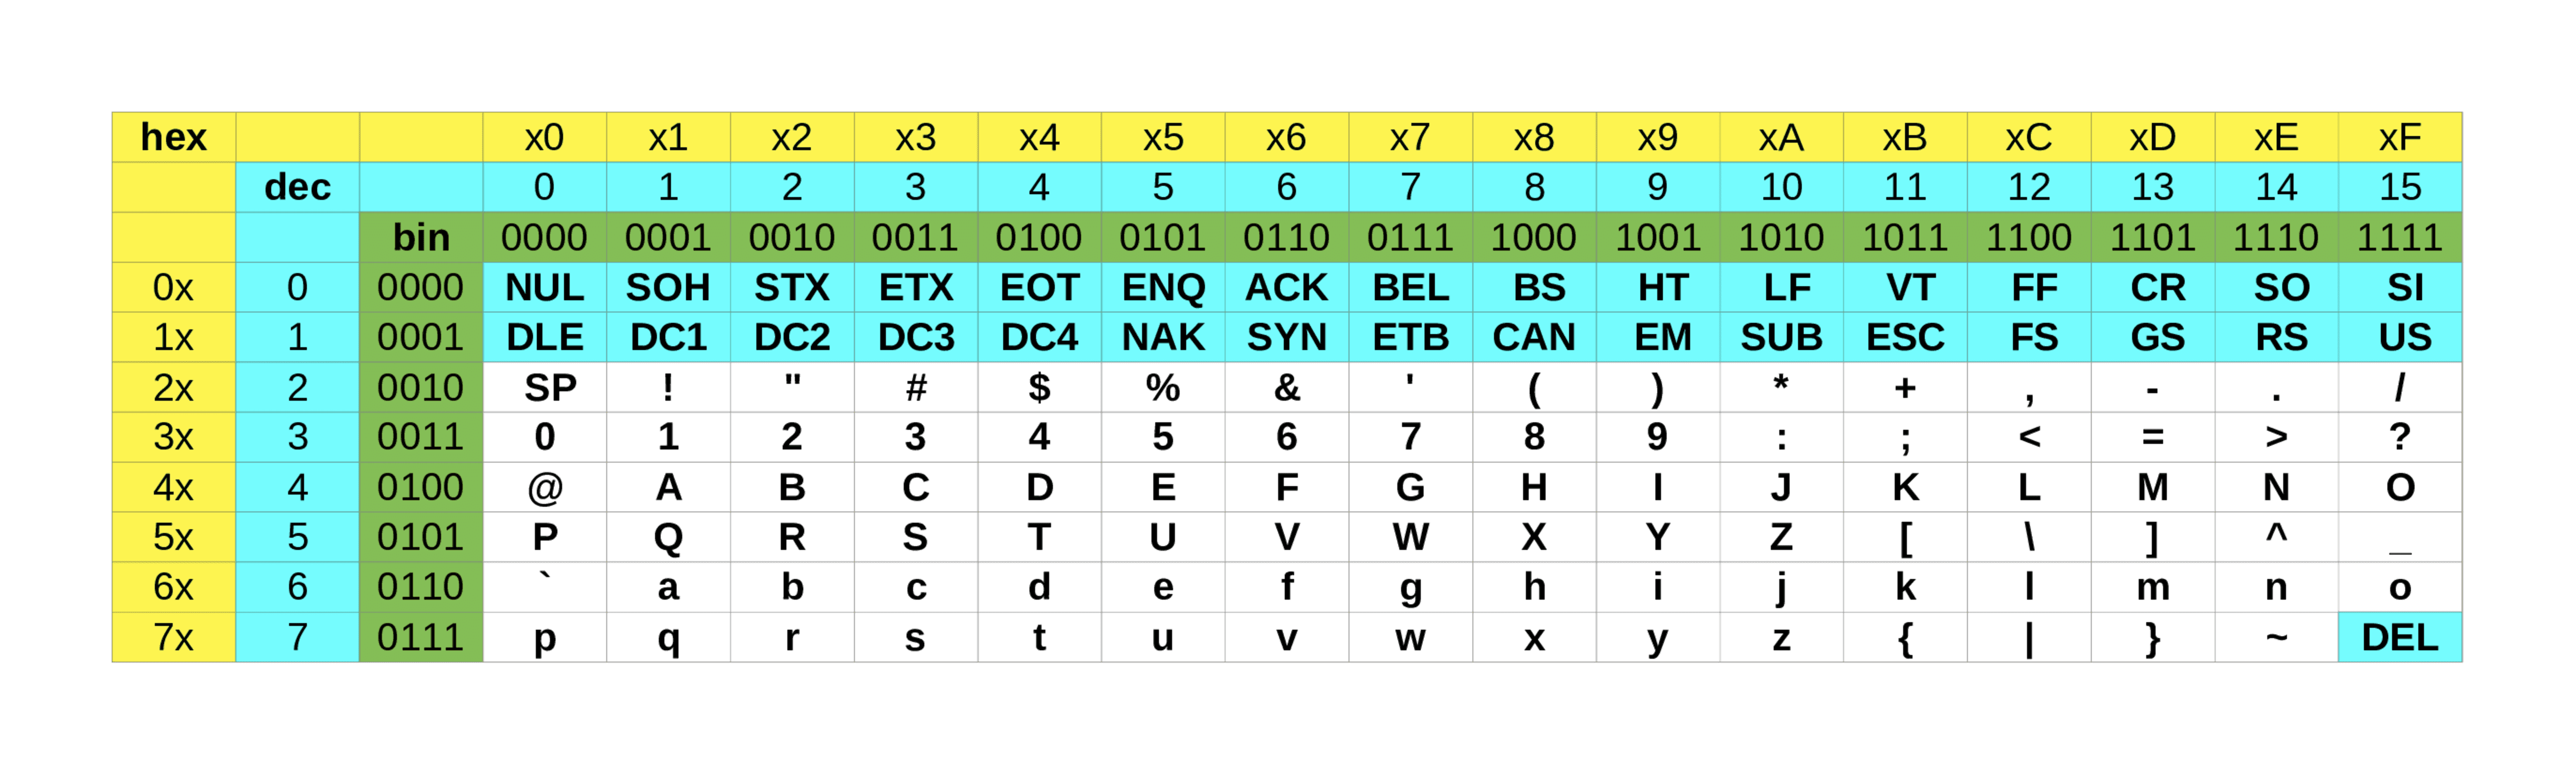 hex x0 x1 x2 x3 x4 x5 x6 x7 x8 x9 xA xB xC xD xE xF
dec 0 1 2 3 4 5 6 7 8 9 10 11 12 13 14 15
bin 0000 0001 0010 0011 0100 0101 0110 0111 1000 1001 1010 1011 1100 1101 1110 1111
0x 0 0000 NUL SOH STX ETX EOT ENQ ACK BEL BS HT LF VT FF CR SO SI
1x 1 0001 DLE DC1 DC2 DC3 DC4 NAK SYN ETB CAN EM SUB ESC FS GS RS US
2x 2 0010 SP ! " # $ % & ' ( ) * + , - . /
3x 3 0011 0 1 2 3 4 5 6 7 8 9 : ; < = > ?
4x 4 0100 @ A B C D E F G H I J K L M N O
5x 5 0101 P Q R S T U V W X Y Z [ \ ] ^ _
6x 6 0110 ` a b c d e f g h i j k l m n o
7x 7 0111 p q r s t u v w x y z { | } ~ DEL